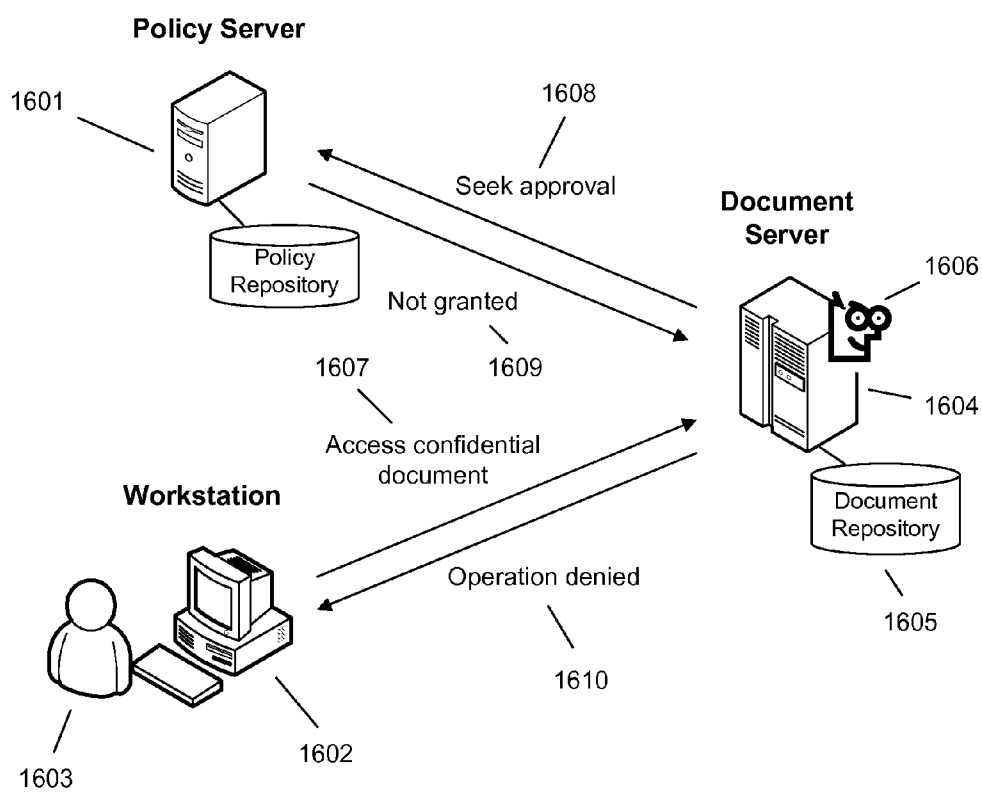 Policy Server
1601
1608
Seek approval
Document
Server
Policy
Repository
1606
Not granted
1609
1607
1604
Access confidential
document
Workstation
Document
Repository
Operation denied
1605
1610
1602
1603